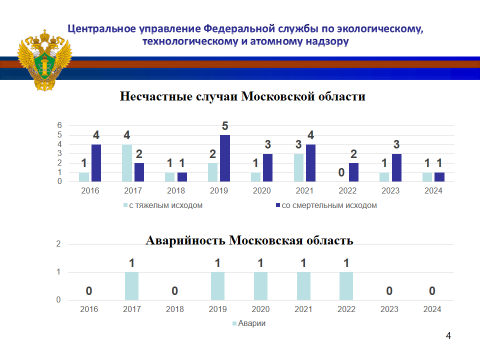 Центральное управление Федеральной службы по экологическому,
технологическому и атомному надзору
Несчастные случаи Московской области
6
5
4
3
2
1
0
1 4 4 2 1 1 2 5 1 3 3 4 0 2 1 3 1 1
2016 2017 2018 2019 2020 2021 2022 2023 2024
с тяжелым исходом со смертельным исходом
Аварийность Московская область
2
1
0
0 1 0 1 1 1 1 0 0
2016 2017 2018 2019 2020 2021 2022 2023 2024
Аварии
4